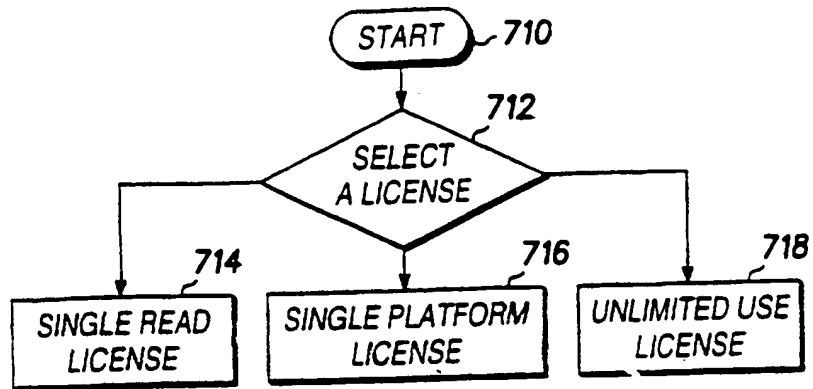 START
710
712
SELECT
A LICENSE
714
716
718
SINGLE READ
LICENSE
SINGLE PLATFORM
LICENSE
UNLIMITED USE
LICENSE